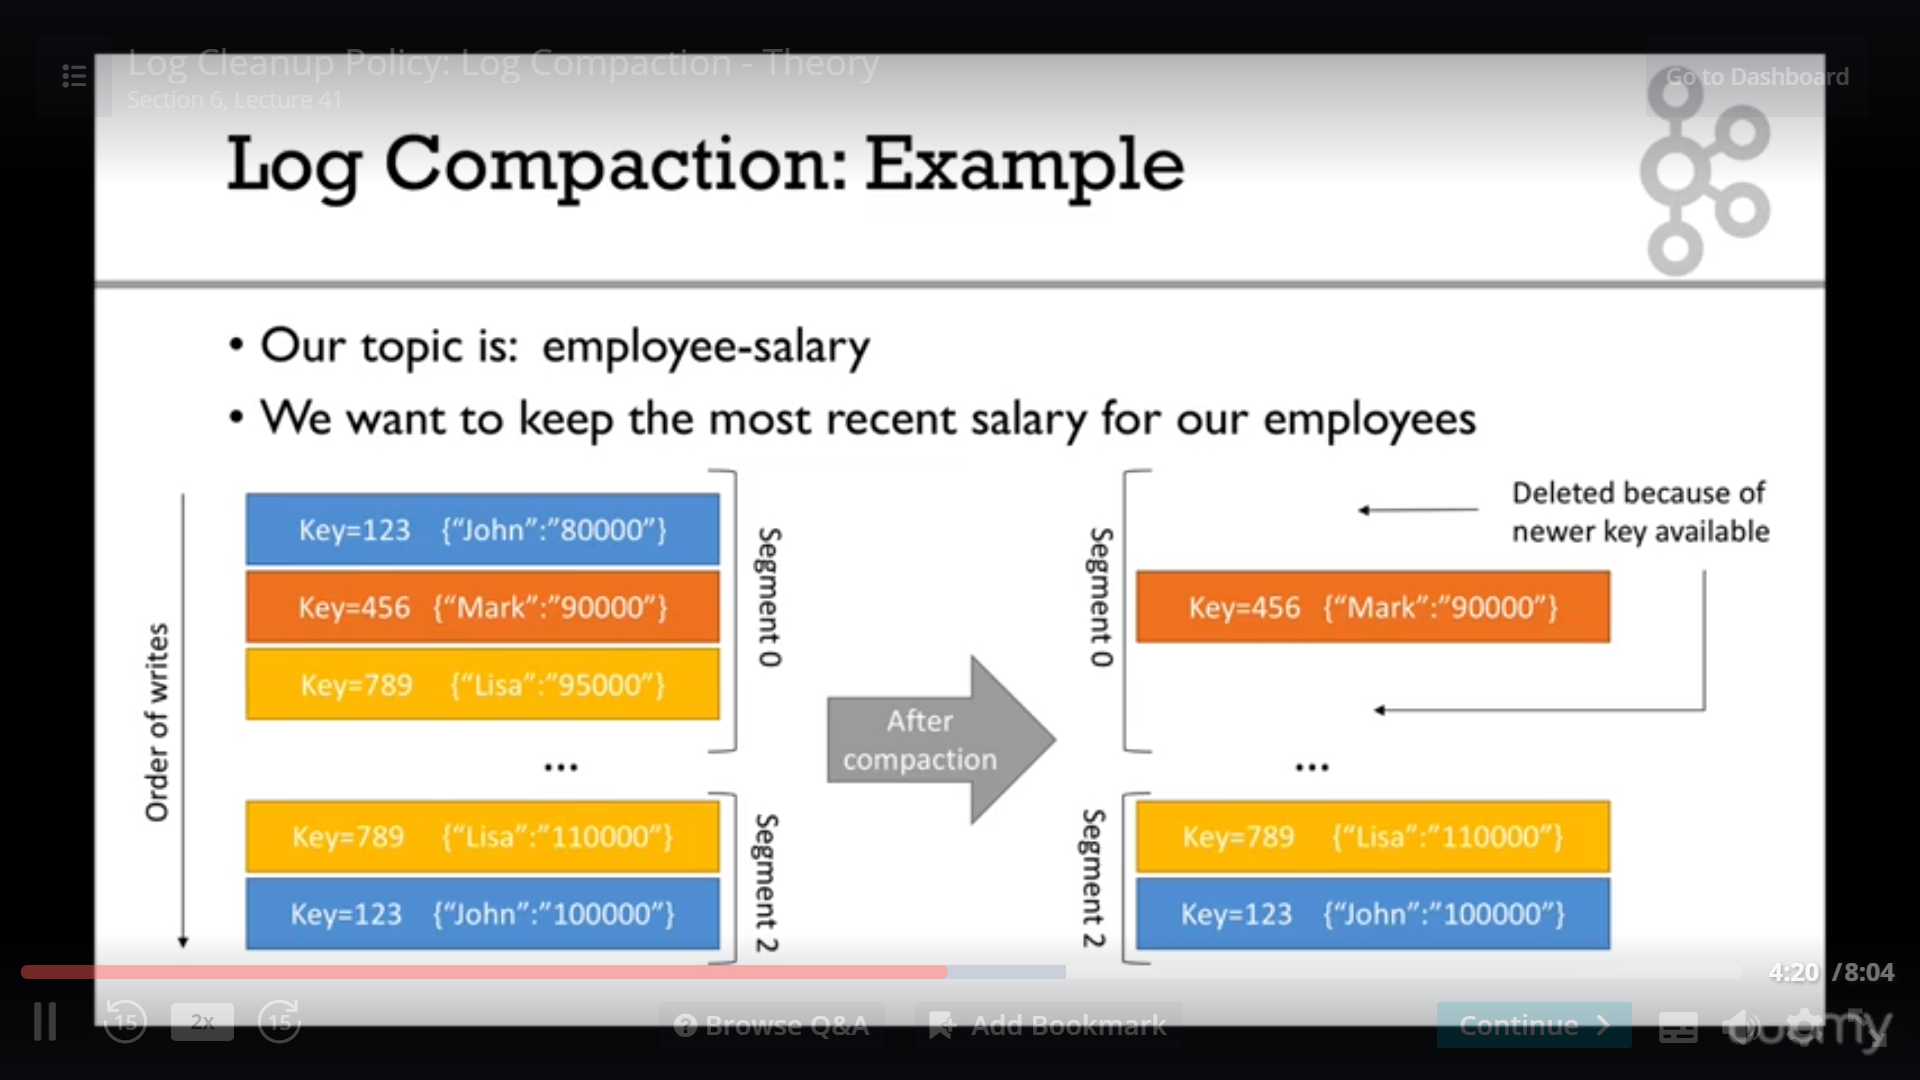 Log Cleanup Policy: Log Compaction - Theory
Section 6, Lecture 41
Go to Dashboard
Log Compaction: Example
• Our topic is: employee-salary
• We want to keep the most recent salary for our employees
Order of writes
Key=123 {“John”:”80000”}
Key=456 {“Mark”:”90000”}
Key=789 {“Lisa”:”95000”}
Segment 0
...
Key=789 {“Lisa”:”110000”}
Key=123 {“John”:”100000”}
Segment 2
After
compaction
Segment 0
Deleted because of
newer key available
Key=456 {“Mark”:”90000”}
...
Segment 2
Key=789 {“Lisa”:”110000”}
Key=123 {“John”:”100000”}
4:20 / 8:04
15
2x
15
Browse Q&A
Add Bookmark
Continue
udemy